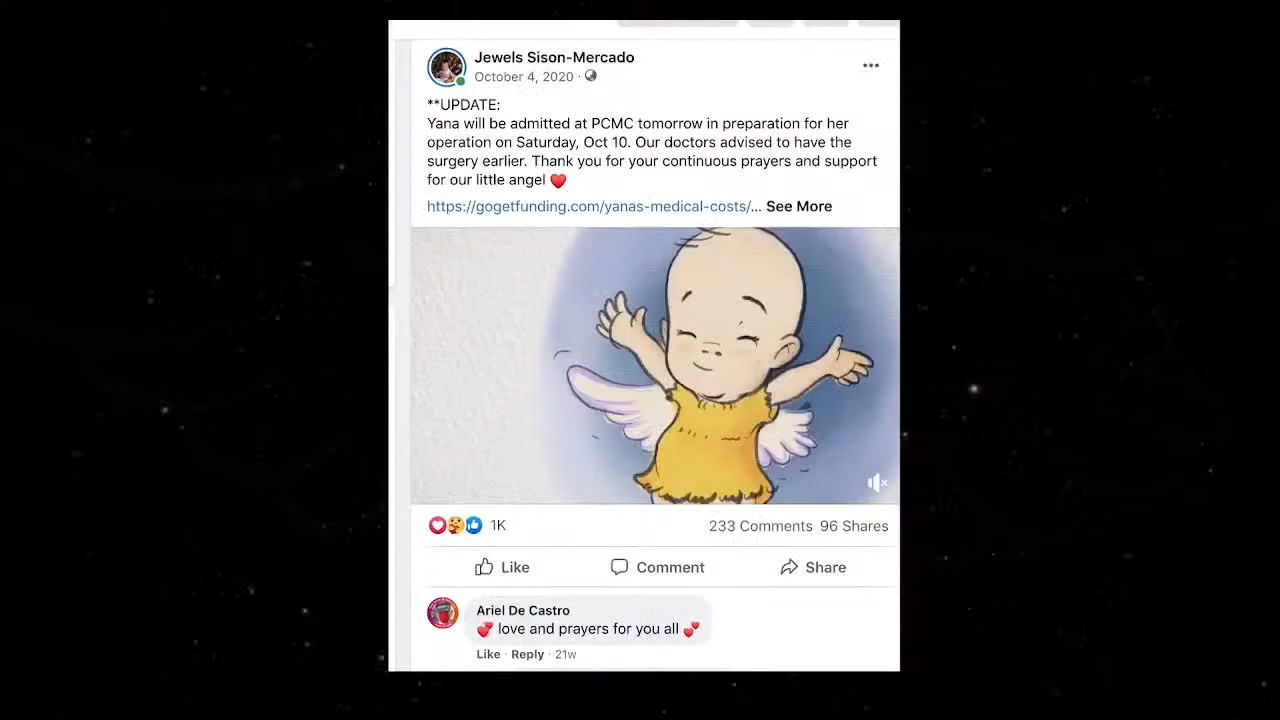 Jewels Sison-Mercado
October 4, 2020 ·
**UPDATE:
Yana will be admitted at PCMC tomorrow in preparation for her
operation on Saturday, Oct 10. Our doctors advised to have the
surgery earlier. Thank you for your continuous prayers and support
for our little angel ❤️
https://gogetfunding.com/yanas-medical-costs/... See More
1K
233 Comments 96 Shares
Like
Comment
Share
Ariel De Castro
💞 love and prayers for you all 💞
Like · Reply · 21w